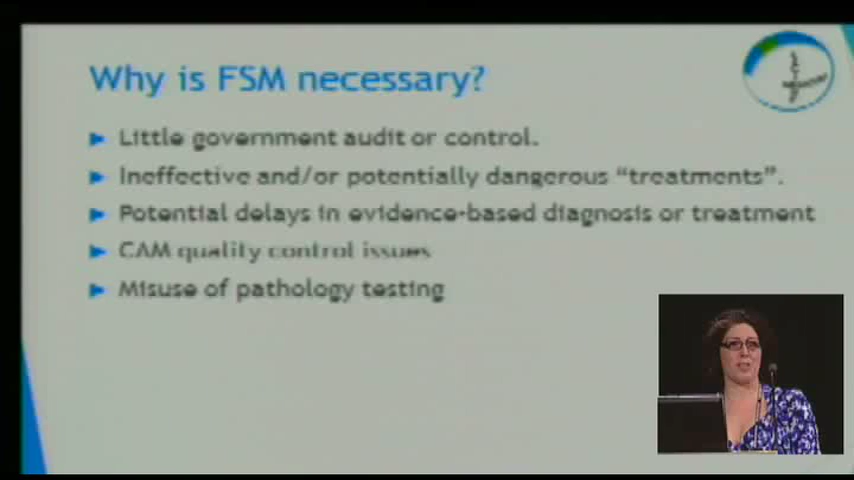 Why is FSM necessary?
Little government audit or control.
Ineffective and/or potentially dangerous “treatments”.
Potential delays in evidence-based diagnosis or treatment
CAM quality control issues
Misuse of pathology testing